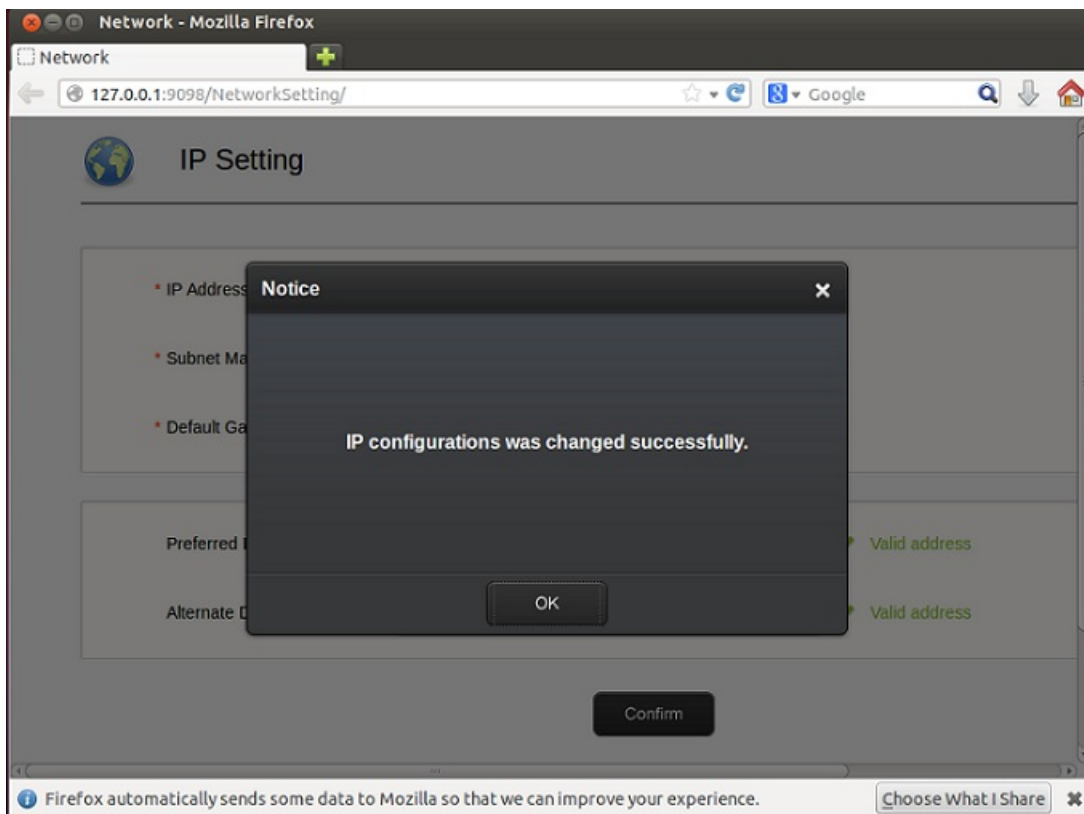 Network - Mozilla Firefox
Network
127.0.0.1:9098/NetworkSetting/
Google
IP Setting
* IP Address
Notice
* Subnet Ma
* Default Ga
IP configurations was changed successfully.
Preferred
Valid address
Alternate D
Valid address
OK
Confirm
Firefox automatically sends some data to Mozilla so that we can improve your experience.
Choose What I Share